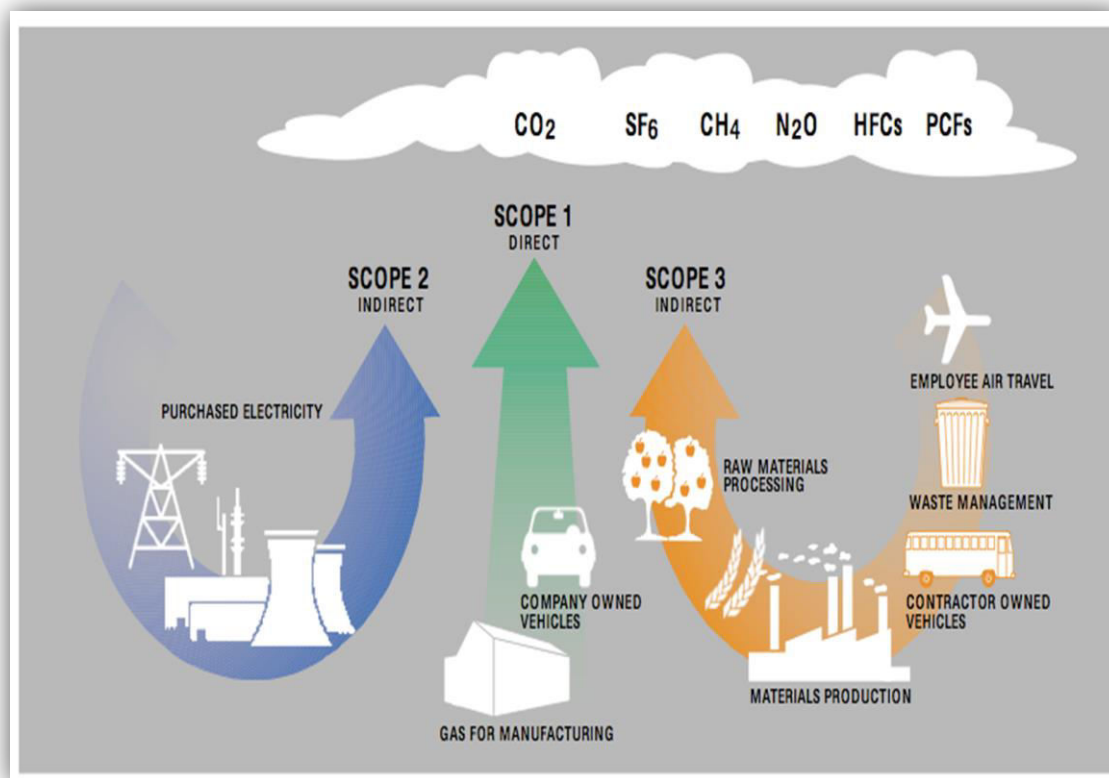 CO2 SF6 CH4 N2O HFCs PCFs
SCOPE 1
DIRECT
SCOPE 2
INDIRECT
SCOPE 3
INDIRECT
PURCHASED ELECTRICITY
COMPANY OWNED
VEHICLES
GAS FOR MANUFACTURING
RAW MATERIALS
PROCESSING
MATERIALS PRODUCTION
EMPLOYEE AIR TRAVEL
WASTE MANAGEMENT
CONTRACTOR OWNED
VEHICLES